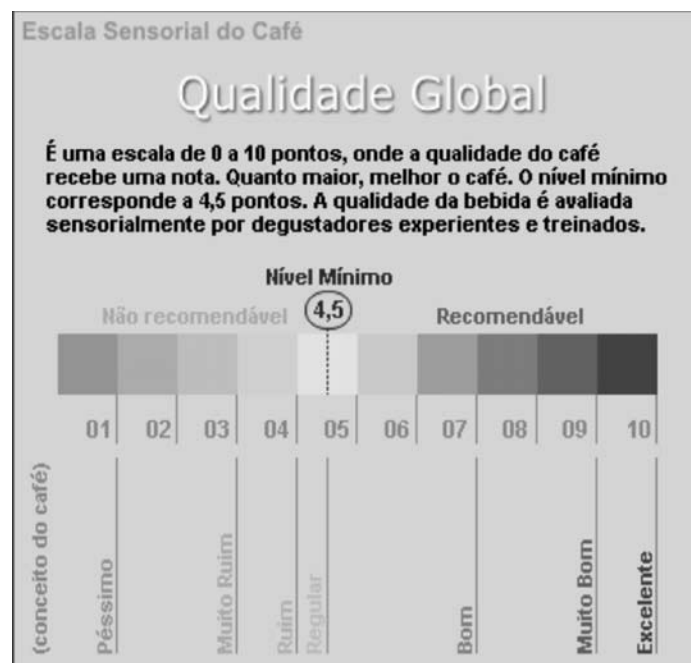 Escala Sensorial do Café
Qualidade Global
É uma escala de 0 a 10 pontos, onde a qualidade do café
recebe uma nota. Quanto maior, melhor o café. O nível mínimo
corresponde a 4,5 pontos. A qualidade da bebida é avaliada
sensorialmente por degustadores experientes e treinados.
Nível Mínimo
Não recomendável 4,5 Recomendável
01 02 03 04 05 06 07 08 09 10
(conceito do café)
Péssimo
Muito Ruim
Ruim
Regular
Bom
Muito Bom
Excelente